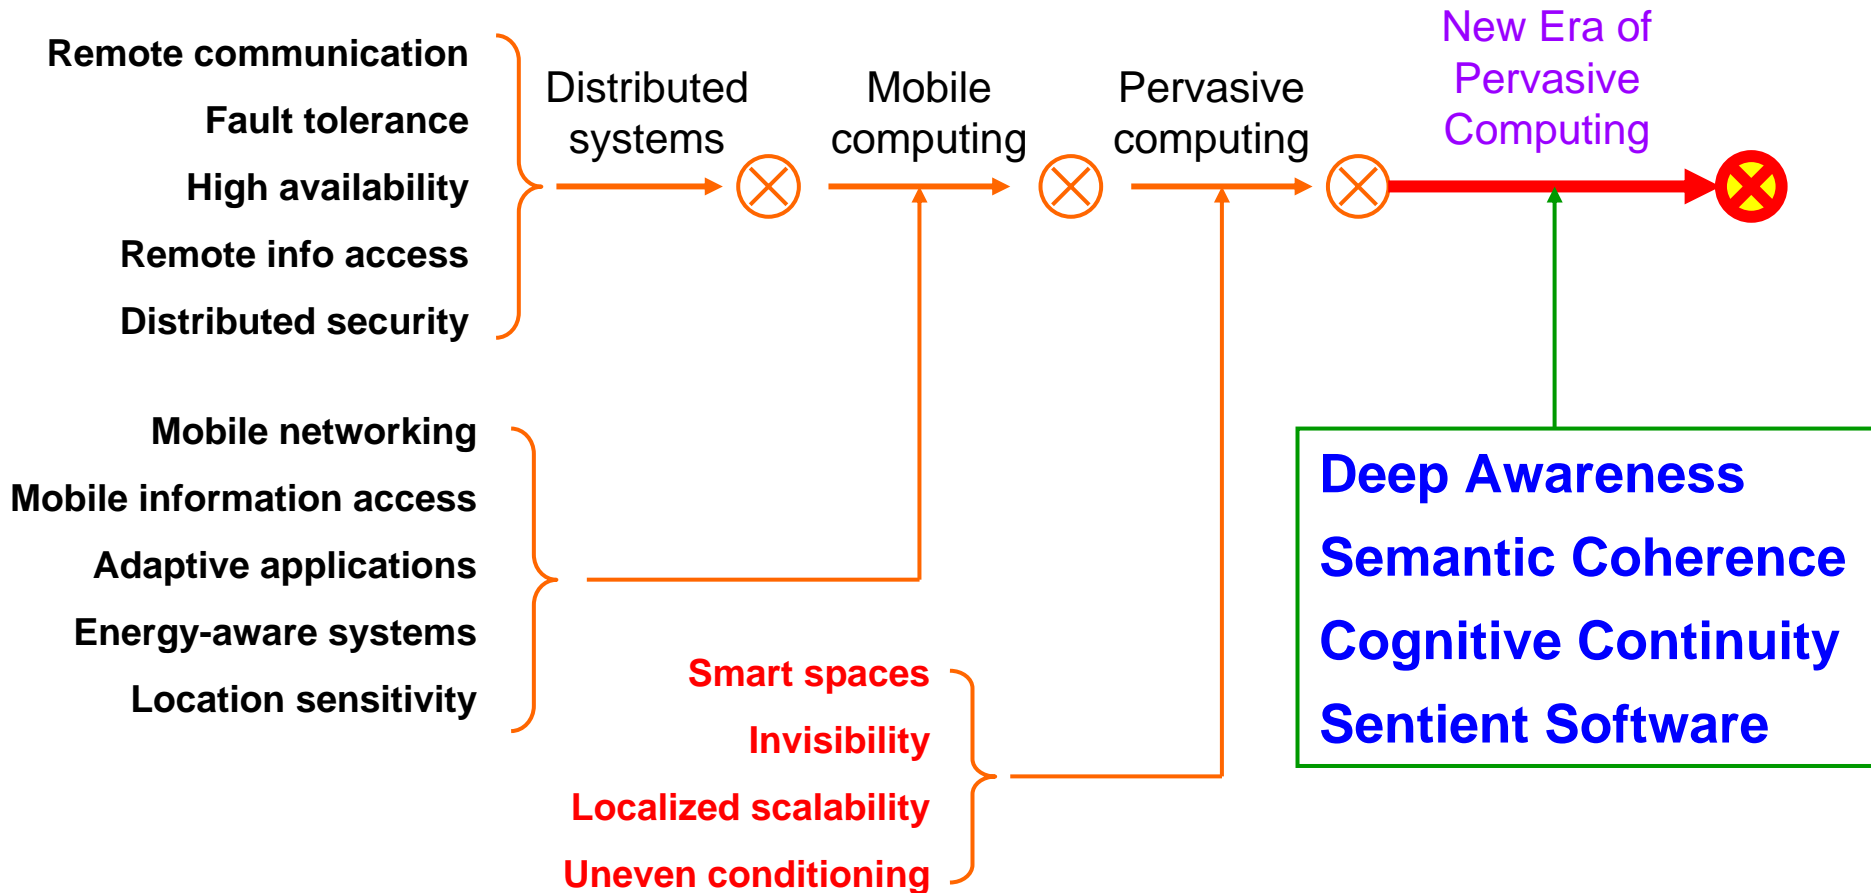 Remote communication
Fault tolerance
High availability
Remote info access
Distributed security
Distributed
systems
Mobile
computing
Pervasive
computing
New Era of
Pervasive
Computing
Mobile networking
Mobile information access
Adaptive applications
Energy-aware systems
Location sensitivity
Smart spaces
Invisibility
Localized scalability
Uneven conditioning
Deep Awareness
Semantic Coherence
Cognitive Continuity
Sentient Software